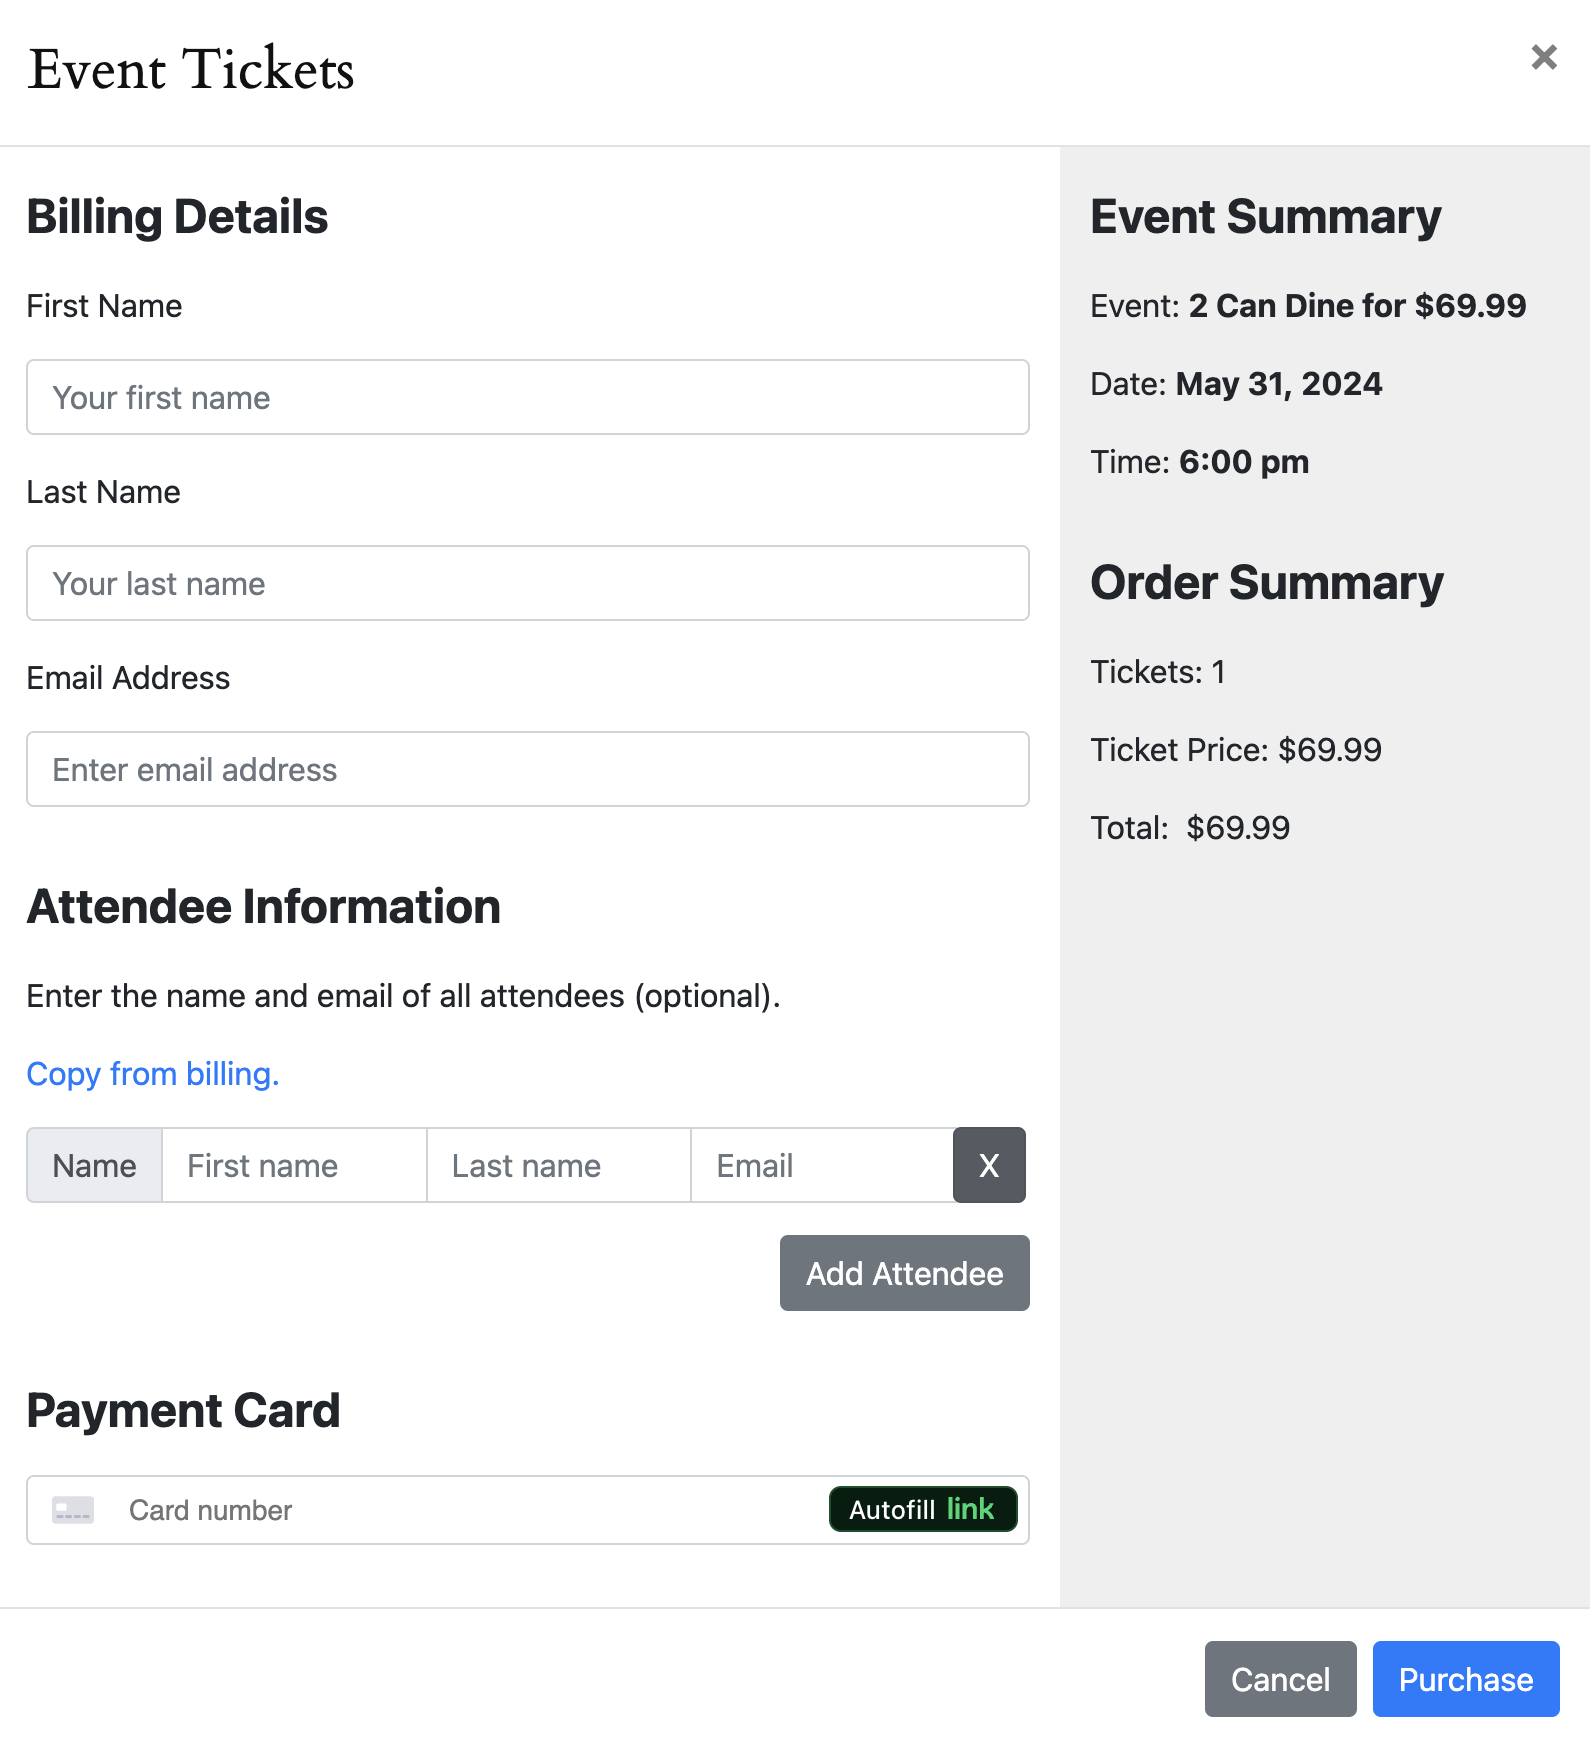 Event Tickets
×
Billing Details
First Name
Your first name
Last Name
Your last name
Email Address
Enter email address
Attendee Information
Enter the name and email of all attendees (optional).
Copy from billing.
Name First name Last name Email X
Add Attendee
Payment Card
Card number Autofill link
Event Summary
Event: 2 Can Dine for $69.99
Date: May 31, 2024
Time: 6:00 pm
Order Summary
Tickets: 1
Ticket Price: $69.99
Total: $69.99
Cancel Purchase